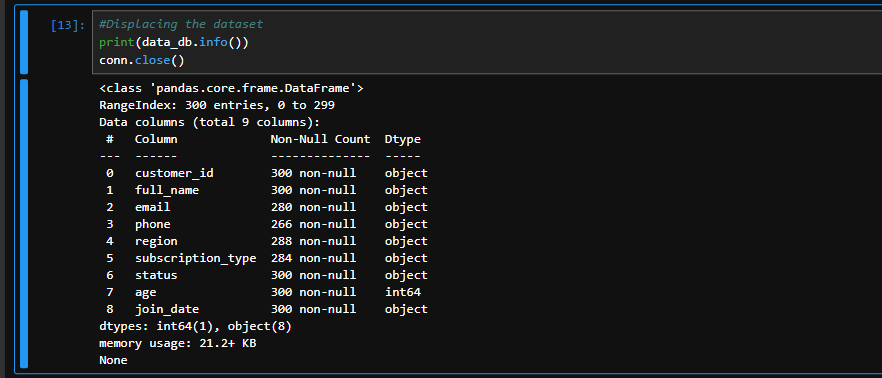 [13]: #Displacing the dataset
print(data_db.info())
conn.close()
<class 'pandas.core.frame.DataFrame'>
RangeIndex: 300 entries, 0 to 299
Data columns (total 9 columns):
 #   Column             Non-Null Count  Dtype
---  ------             --------------  -----
 0   customer_id        300 non-null    object
 1   full_name          300 non-null    object
 2   email              280 non-null    object
 3   phone              266 non-null    object
 4   region             288 non-null    object
 5   subscription_type  284 non-null    object
 6   status             300 non-null    object
 7   age                300 non-null    int64
 8   join_date          300 non-null    object
dtypes: int64(1), object(8)
memory usage: 21.2+ KB
None